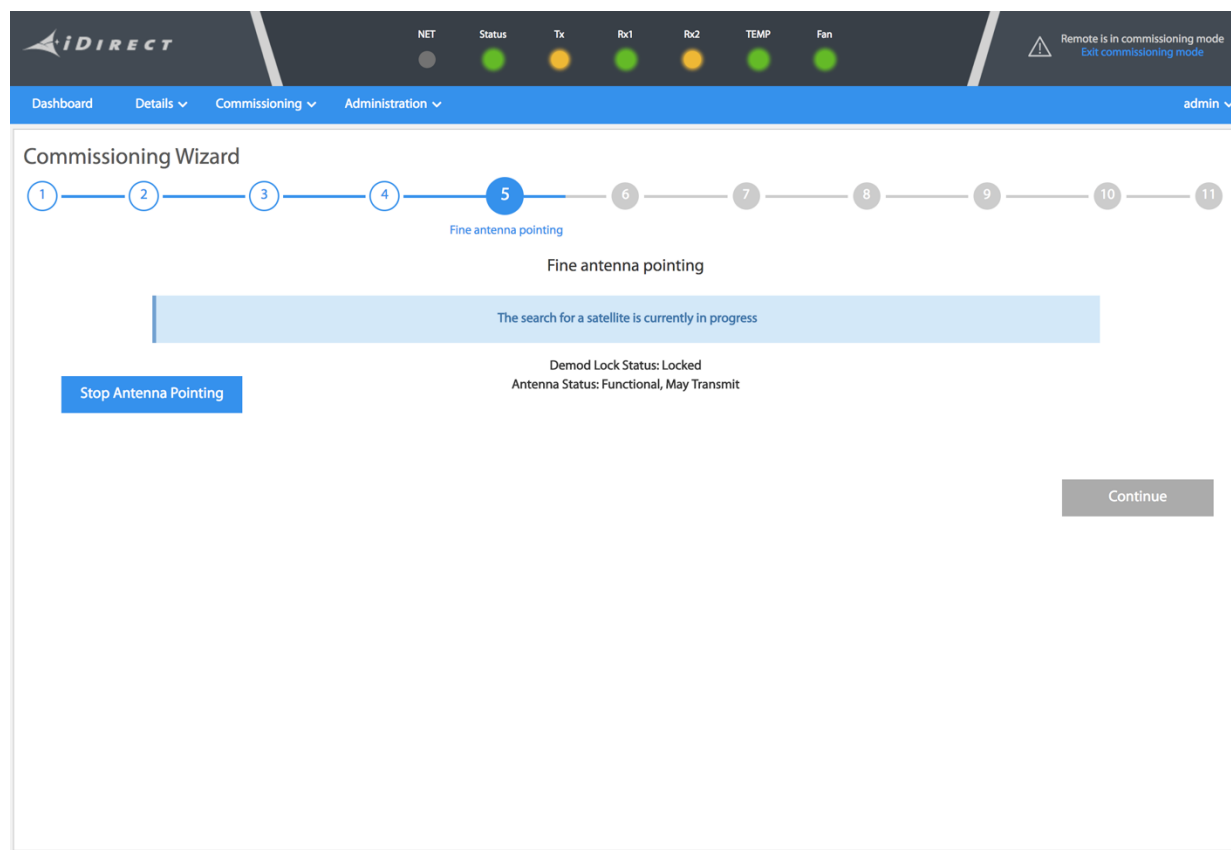 iDIRECT
NET Status Tx Rx1 Rx2 TEMP Fan
Remote is in commissioning mode
Exit commissioning mode
Dashboard Details Commissioning Administration admin
Commissioning Wizard
1 2 3 4 5 6 7 8 9 10 11
Fine antenna pointing
Fine antenna pointing
The search for a satellite is currently in progress
Demod Lock Status: Locked
Antenna Status: Functional, May Transmit
Stop Antenna Pointing
Continue